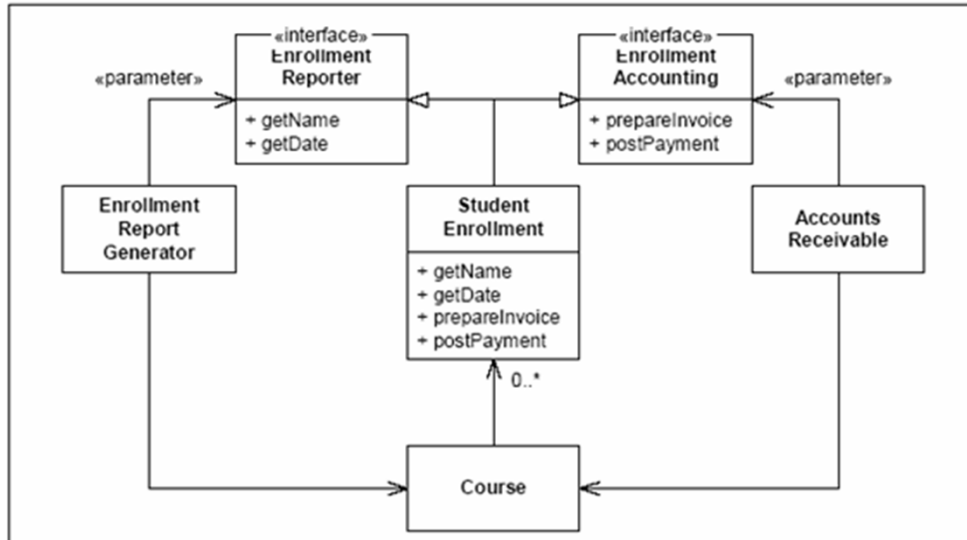 «interface»
Enrollment
Reporter
+ getName
+ getDate
«interface»
Enrollment
Accounting
+ prepareInvoice
+ postPayment
«parameter»
«parameter»
Enrollment
Report
Generator
Student
Enrollment
+ getName
+ getDate
+ prepareInvoice
+ postPayment
Accounts
Receivable
0..*
Course